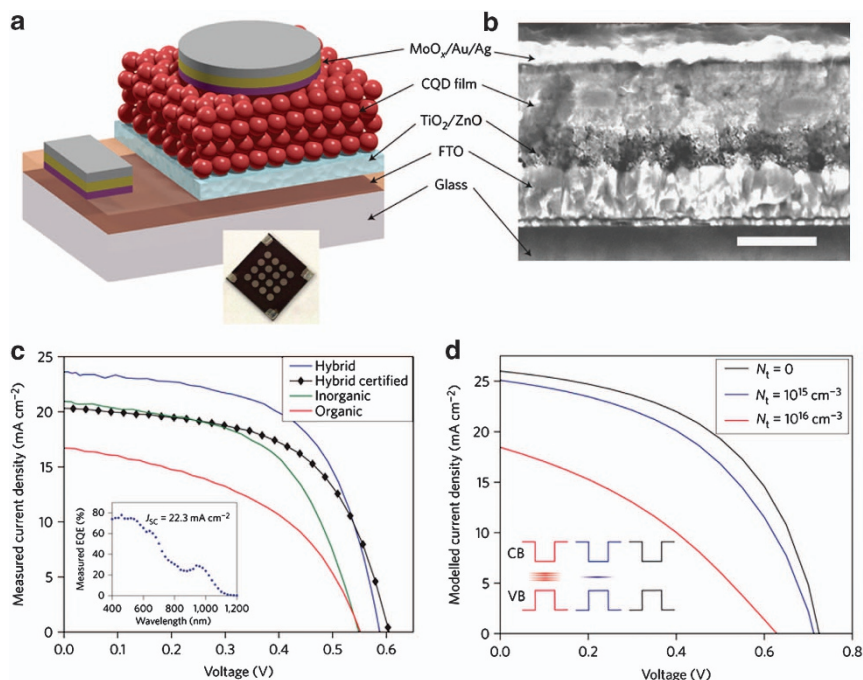 a
b
MoOₓ/Au/Ag
CQD film
TiO₂/ZnO
FTO
Glass
c
Measured current density (mA cm⁻²)
25
20
15
10
5
0
0.0 0.1 0.2 0.3 0.4 0.5 0.6
Voltage (V)
Hybrid
Hybrid certified
Inorganic
Organic
Measured EQE (%)
80
60
40
20
0
J_SC = 22.3 mA cm⁻²
400 600 800 1,000 1,200
Wavelength (nm)
d
Modelled current density (mA cm⁻²)
25
20
15
10
5
0
0.0 0.2 0.4 0.6 0.8
Voltage (V)
Nₜ = 0
Nₜ = 10¹⁵ cm⁻³
Nₜ = 10¹⁶ cm⁻³
CB
VB